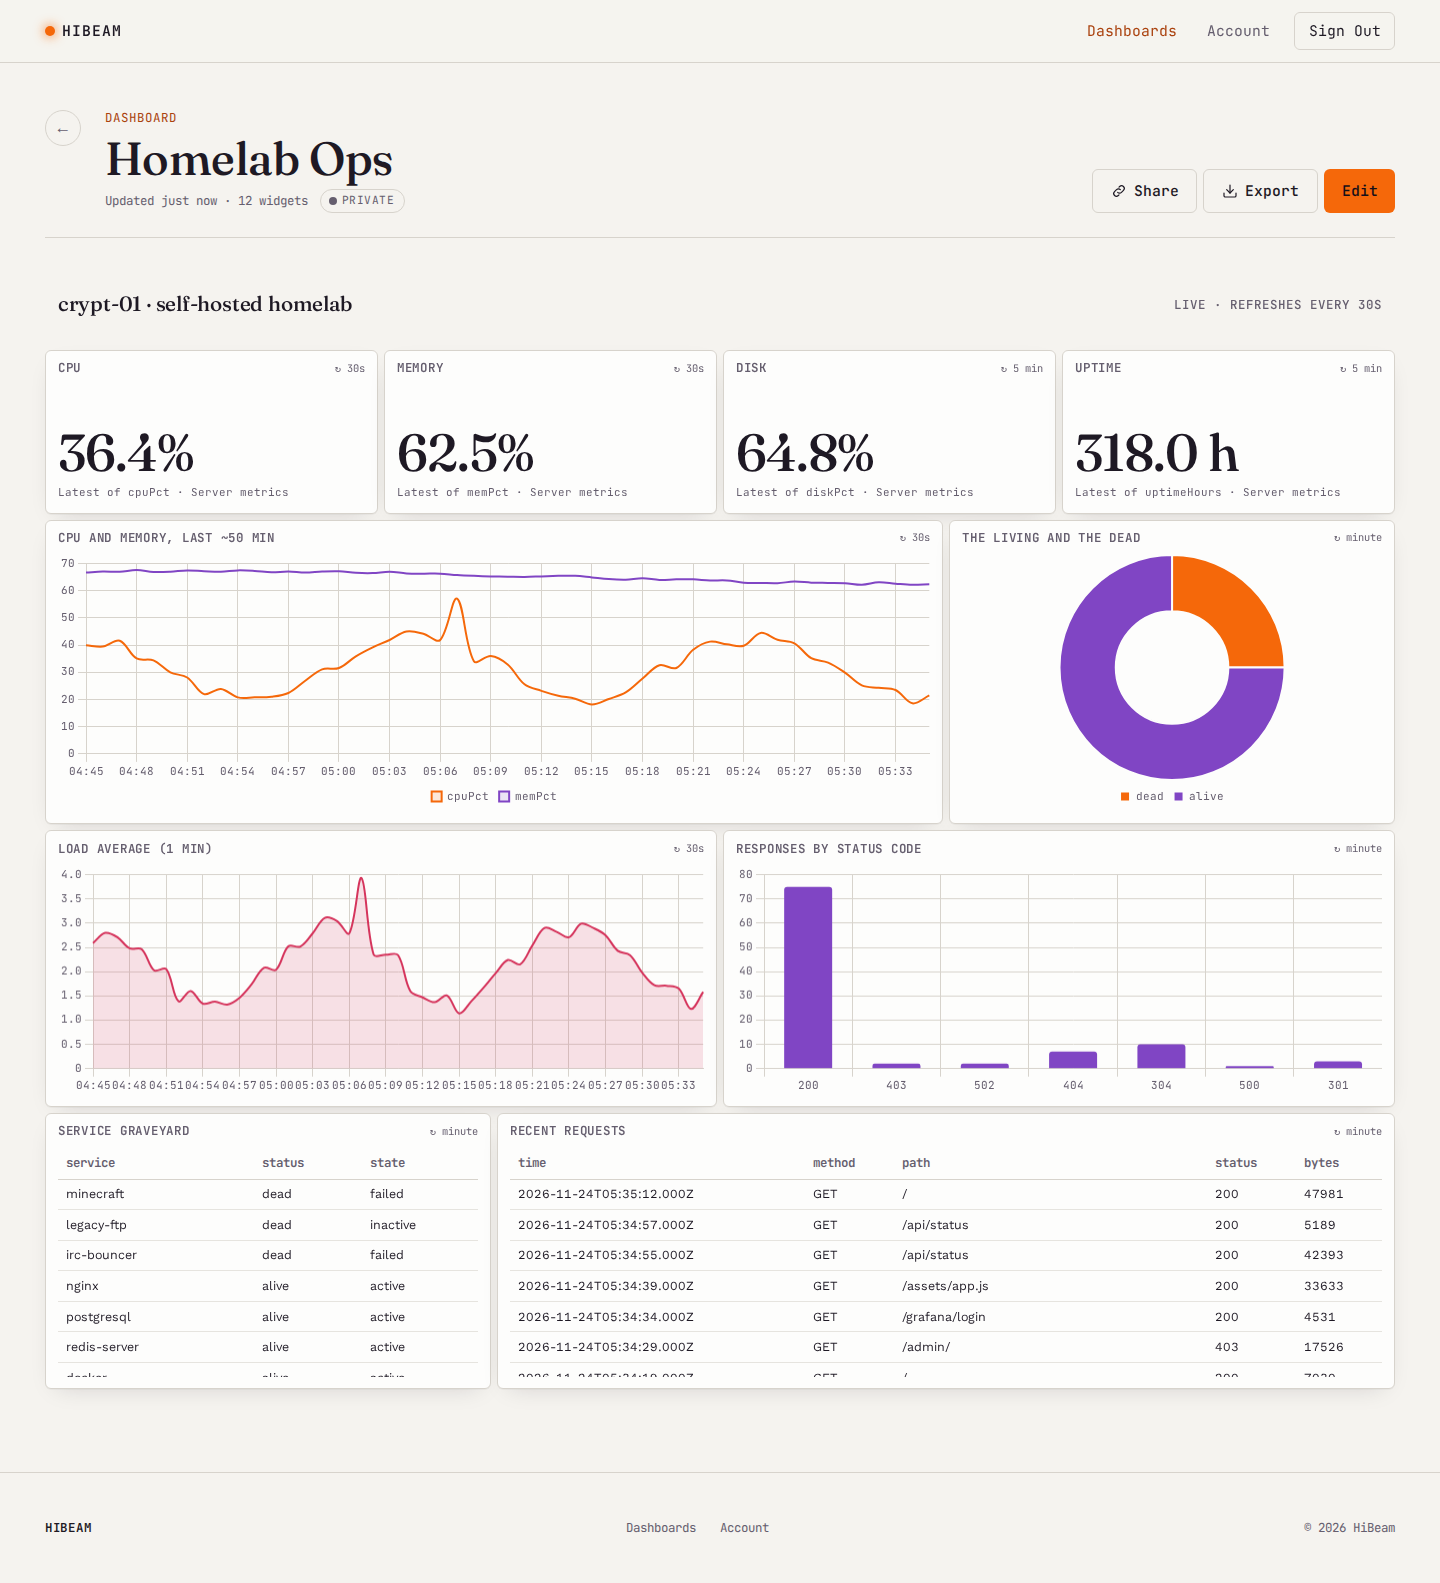 HIBEAM
Dashboards Account Sign Out
←
DASHBOARD
Homelab Ops
Updated just now · 12 widgets PRIVATE
Share Export Edit
crypt-01 · self-hosted homelab
LIVE · REFRESHES EVERY 30S
CPU ↻ 30s
36.4%
Latest of cpuPct · Server metrics
MEMORY ↻ 30s
62.5%
Latest of memPct · Server metrics
DISK ↻ 5 min
64.8%
Latest of diskPct · Server metrics
UPTIME ↻ 5 min
318.0 h
Latest of uptimeHours · Server metrics
CPU AND MEMORY, LAST ~50 MIN ↻ 30s
70
60
50
40
30
20
10
0
04:45 04:48 04:51 04:54 04:57 05:00 05:03 05:06 05:09 05:12 05:15 05:18 05:21 05:24 05:27 05:30 05:33
cpuPct memPct
THE LIVING AND THE DEAD ↻ minute
dead alive
LOAD AVERAGE (1 MIN) ↻ 30s
4.0
3.5
3.0
2.5
2.0
1.5
1.0
0.5
0
04:45 04:48 04:51 04:54 04:57 05:00 05:03 05:06 05:09 05:12 05:15 05:18 05:21 05:24 05:27 05:30 05:33
RESPONSES BY STATUS CODE ↻ minute
80
70
60
50
40
30
20
10
0
200 403 502 404 304 500 301
SERVICE GRAVEYARD ↻ minute
service status state
minecraft dead failed
legacy-ftp dead inactive
irc-bouncer dead failed
nginx alive active
postgresql alive active
redis-server alive active
docker alive active
RECENT REQUESTS ↻ minute
time method path status bytes
2026-11-24T05:35:12.000Z GET / 200 47981
2026-11-24T05:34:57.000Z GET /api/status 200 5189
2026-11-24T05:34:55.000Z GET /api/status 200 42393
2026-11-24T05:34:39.000Z GET /assets/app.js 200 33633
2026-11-24T05:34:34.000Z GET /grafana/login 200 4531
2026-11-24T05:34:29.000Z GET /admin/ 403 17526
GET /
HIBEAM
Dashboards Account
© 2026 HiBeam